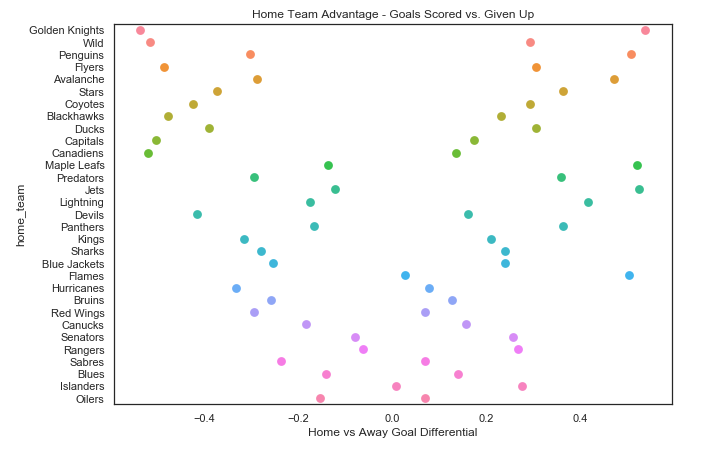 Home Team Advantage - Goals Scored vs. Given Up
Golden Knights
Wild
Penguins
Flyers
Avalanche
Stars
Coyotes
Blackhawks
Ducks
Capitals
Canadiens
Maple Leafs
Predators
Jets
Lightning
Devils
Panthers
Kings
Sharks
Blue Jackets
Flames
Hurricanes
Bruins
Red Wings
Canucks
Senators
Rangers
Sabres
Blues
Islanders
Oilers
home_team
−0.4 −0.2 0.0 0.2 0.4
Home vs Away Goal Differential